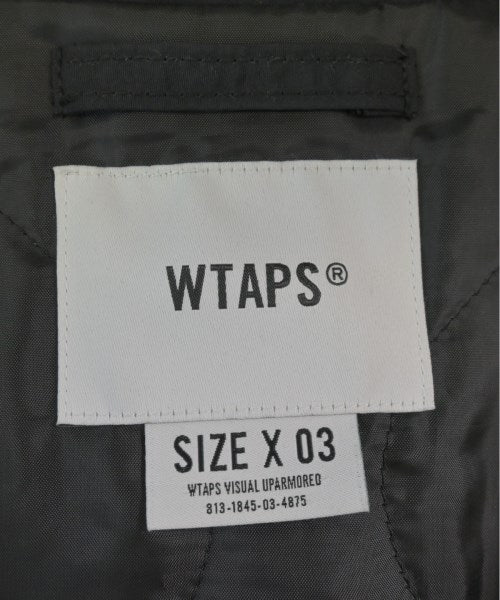 WTAPS®
SIZE X 03
WTAPS VISUAL UPARMORED
813-1845-03-4875